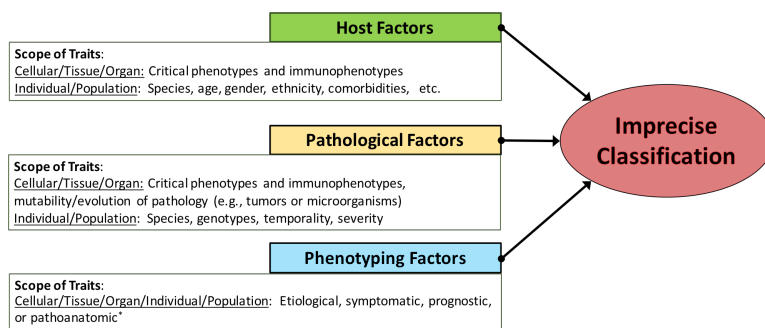 Host Factors
Scope of Traits:
Cellular/Tissue/Organ: Critical phenotypes and immunophenotypes
Individual/Population: Species, age, gender, ethnicity, comorbidities, etc.
Pathological Factors
Scope of Traits:
Cellular/Tissue/Organ: Critical phenotypes and immunophenotypes,
mutability/evolution of pathology (e.g., tumors or microorganisms)
Individual/Population: Species, genotypes, temporality, severity
Phenotyping Factors
Scope of Traits:
Cellular/Tissue/Organ/Individual/Population: Etiological, symptomatic, prognostic,
or pathoanatomic*
Imprecise
Classification